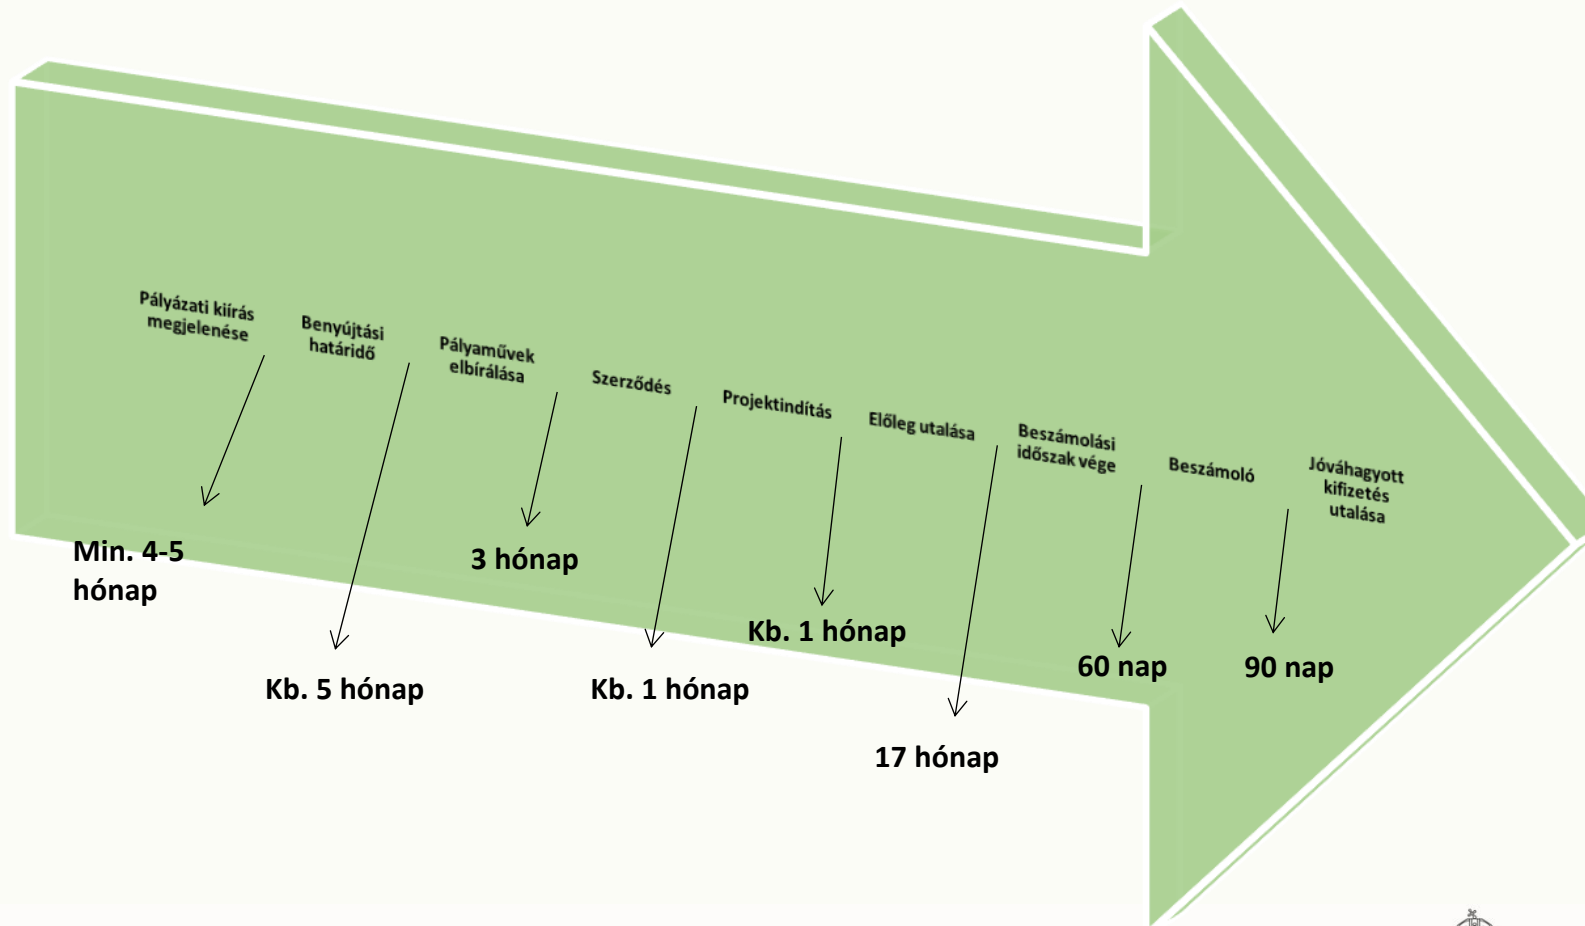 Pályázati kiírás
megjelenése
Benyújtási
határidő
Pályaművek
elbírálása
Szerződés
Projektindítás
Előleg utalása
Beszámolási
időszak vége
Beszámoló
Jóváhagyott
kifizetés
utalása
Min. 4-5
hónap
Kb. 5 hónap
3 hónap
Kb. 1 hónap
Kb. 1 hónap
17 hónap
60 nap
90 nap